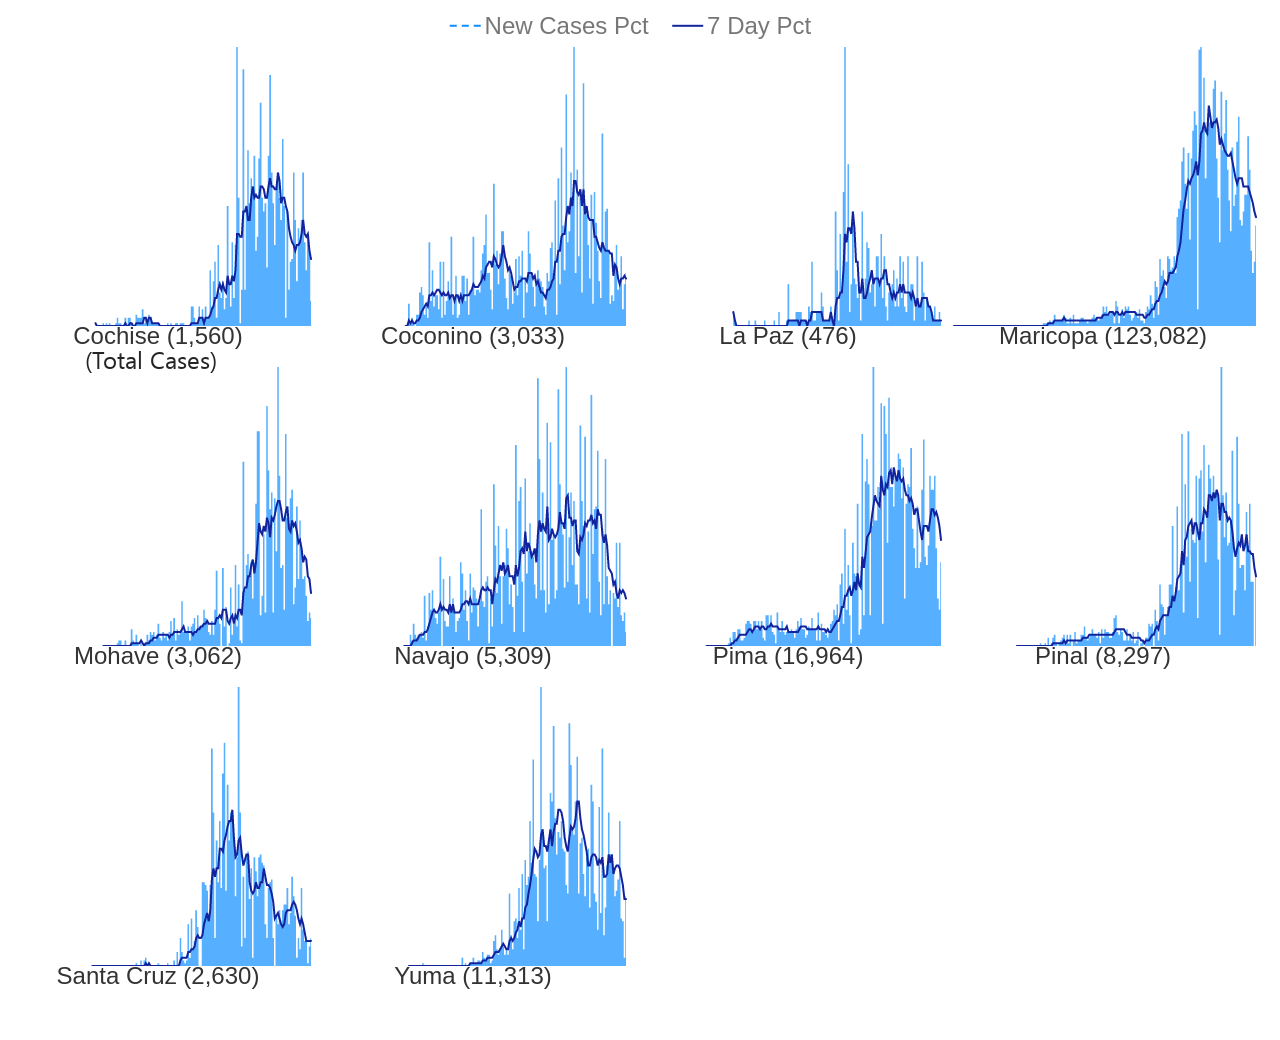 New Cases Pct 7 Day Pct
Cochise (1,560) Coconino (3,033) La Paz (476) Maricopa (123,082)
(Total Cases)
Mohave (3,062) Navajo (5,309) Pima (16,964) Pinal (8,297)
Santa Cruz (2,630) Yuma (11,313)